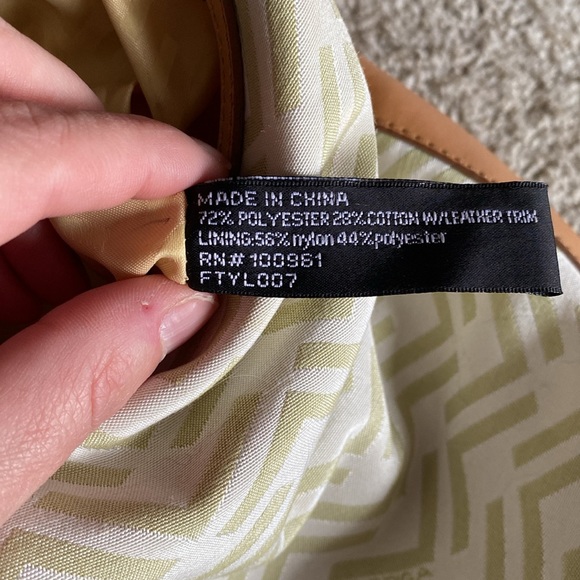 MADE IN CHINA
72% POLYESTER 28%COTTON W/LEATHER TRIM
LINING:56%nylon 44%polyester
RN# 100961
FTYL007